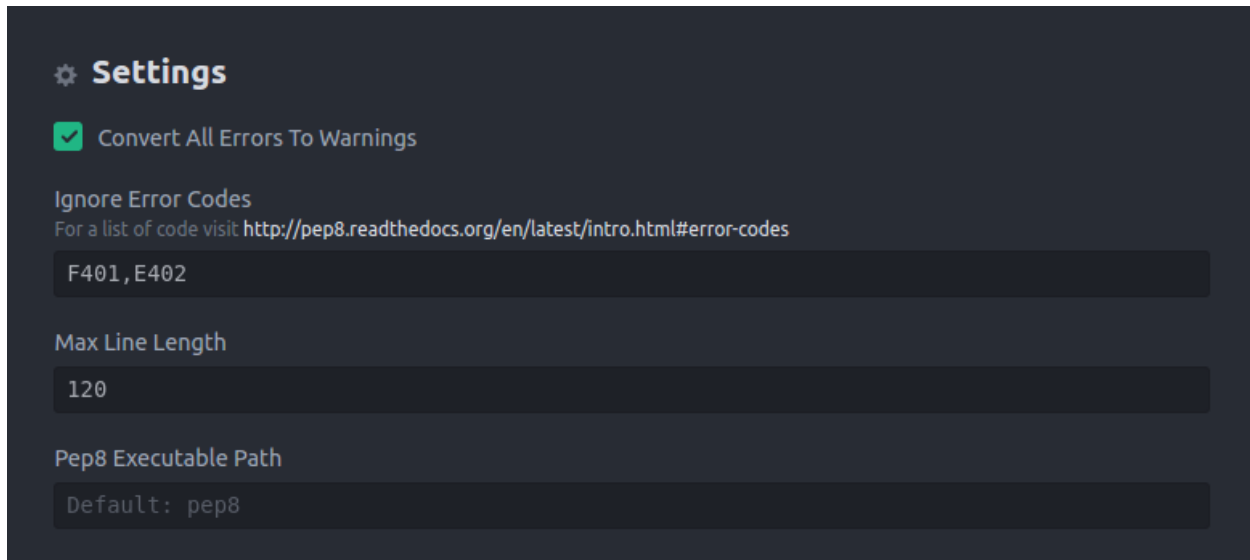 Settings
Convert All Errors To Warnings
Ignore Error Codes
For a list of code visit http://pep8.readthedocs.org/en/latest/intro.html#error-codes
F401,E402
Max Line Length
120
Pep8 Executable Path
Default: pep8